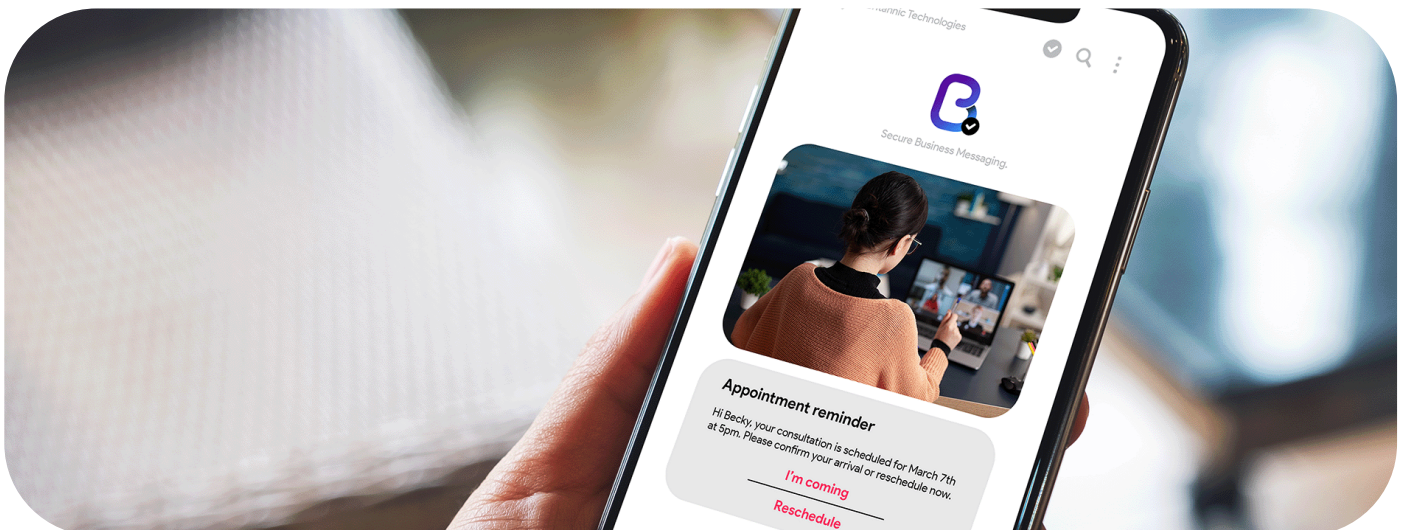 Technologies
Secure Business Messaging.
Appointment reminder
Hi Becky, your consultation is scheduled for March 7th
at 5pm. Please confirm your arrival or reschedule now.
I'm coming
Reschedule